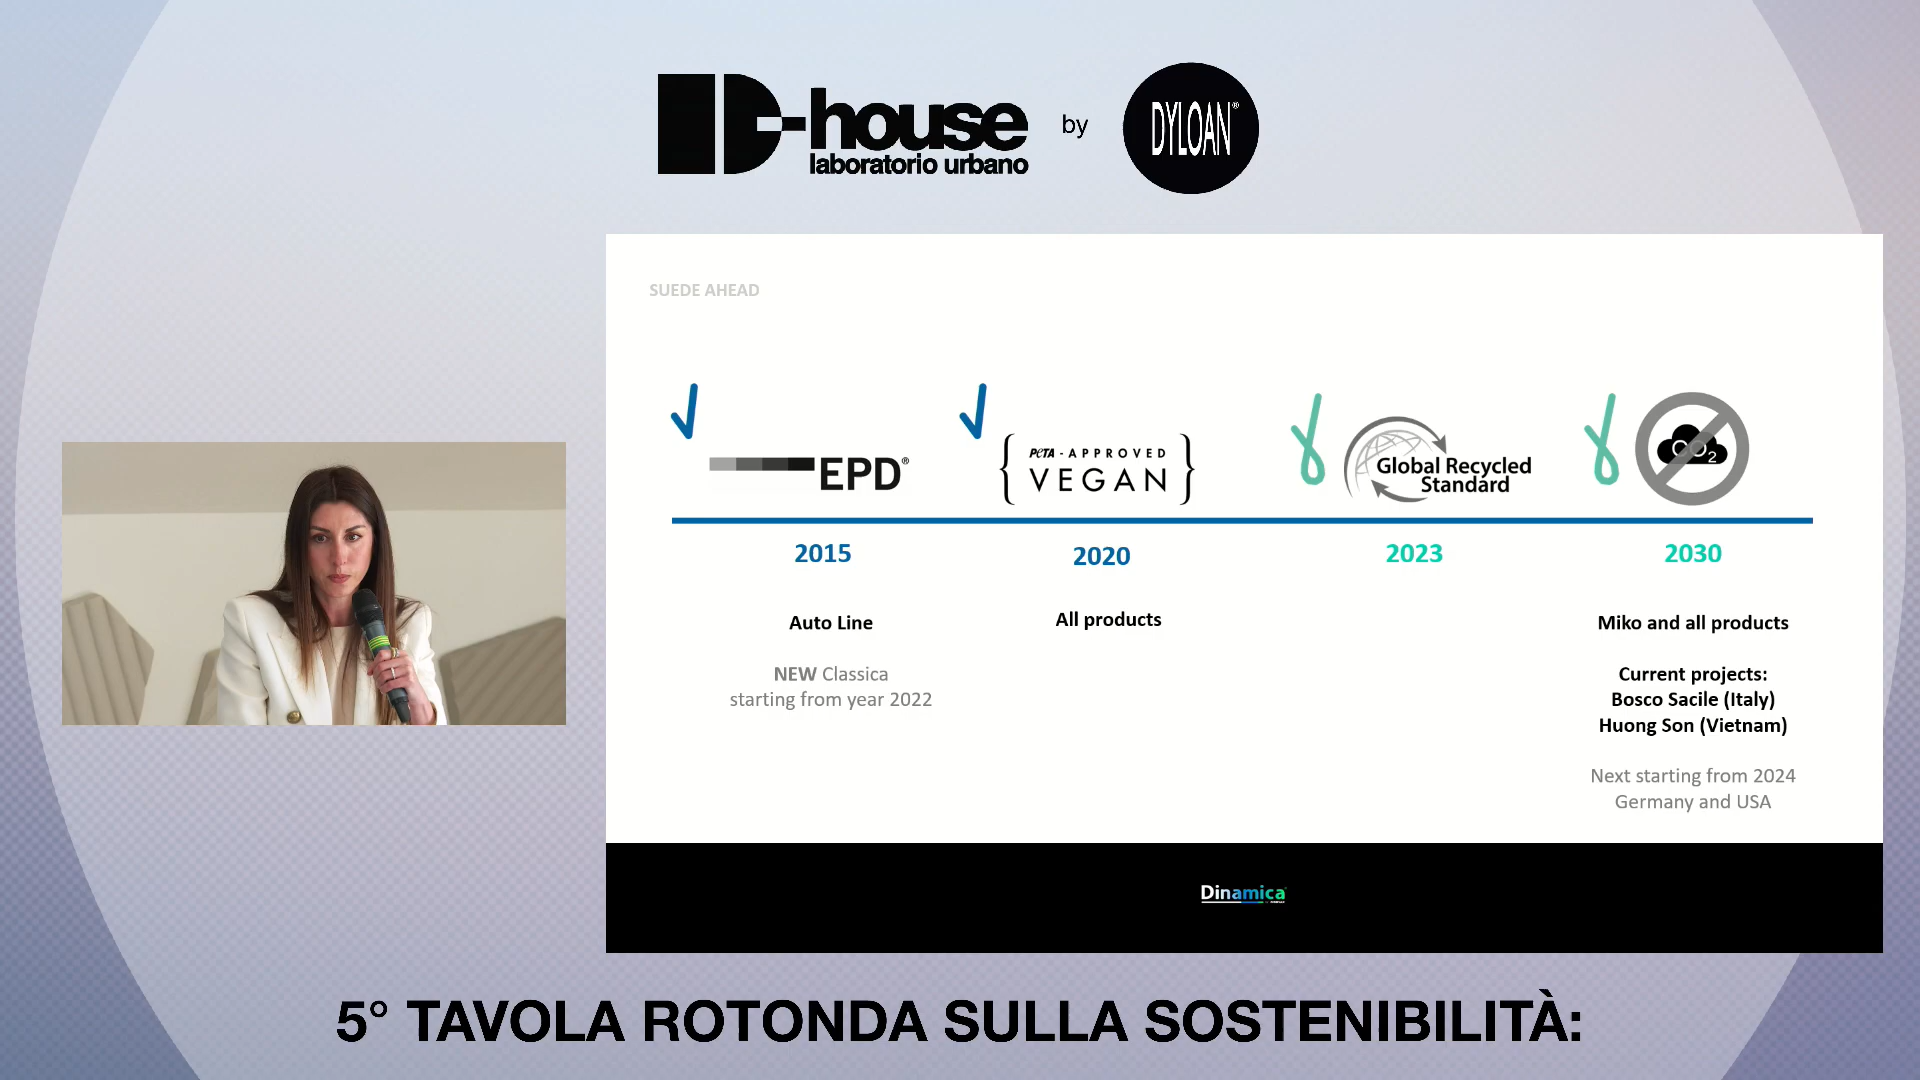 D-house
laboratorio urbano
by
DYLOAN®
SUEDE AHEAD
EPD®
PETA-APPROVED
VEGAN
Global Recycled
Standard
CO2
2015
2020
2023
2030
Auto Line
NEW Classica
starting from year 2022
All products
Miko and all products
Current projects:
Bosco Sacile (Italy)
Huong Son (Vietnam)
Next starting from 2024
Germany and USA
Dinamica
5° TAVOLA ROTONDA SULLA SOSTENIBILITÀ: